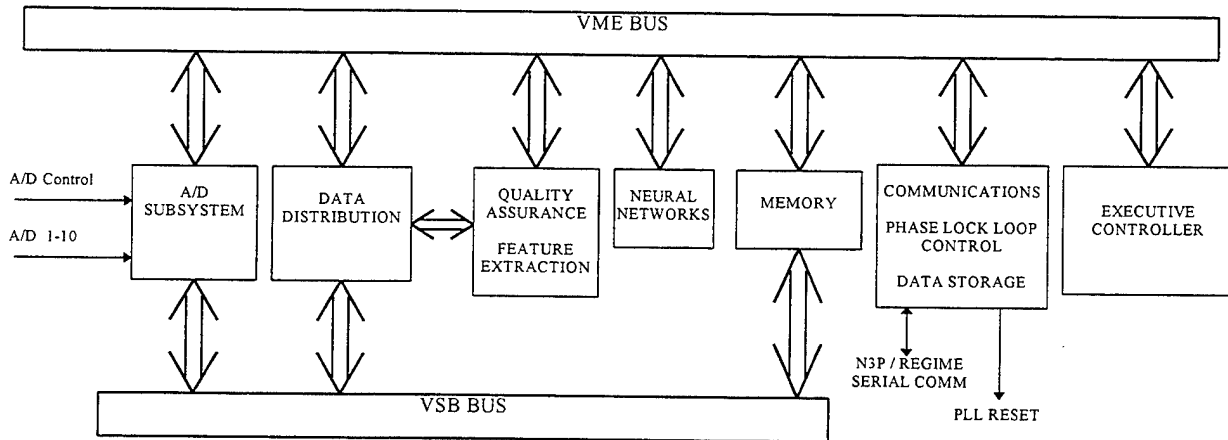 VME BUS
A/D Control
A/D 1-10
A/D
SUBSYSTEM
DATA
DISTRIBUTION
QUALITY
ASSURANCE
FEATURE
EXTRACTION
NEURAL
NETWORKS
MEMORY
COMMUNICATIONS
PHASE LOCK LOOP
CONTROL
DATA STORAGE
EXECUTIVE
CONTROLLER
N3P / REGIME
SERIAL COMM
PLL RESET
VSB BUS